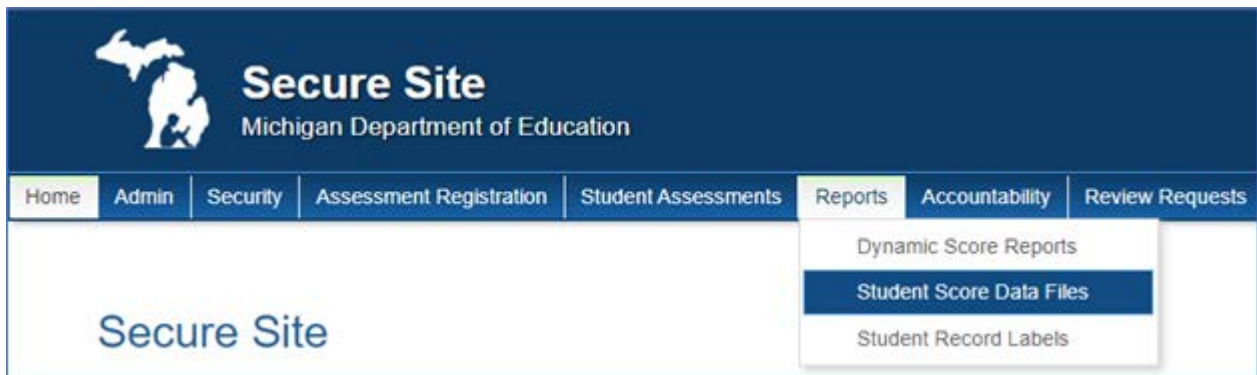 Secure Site
Michigan Department of Education
Home Admin Security Assessment Registration Student Assessments Reports Accountability Review Requests
Dynamic Score Reports
Student Score Data Files
Student Record Labels
Secure Site